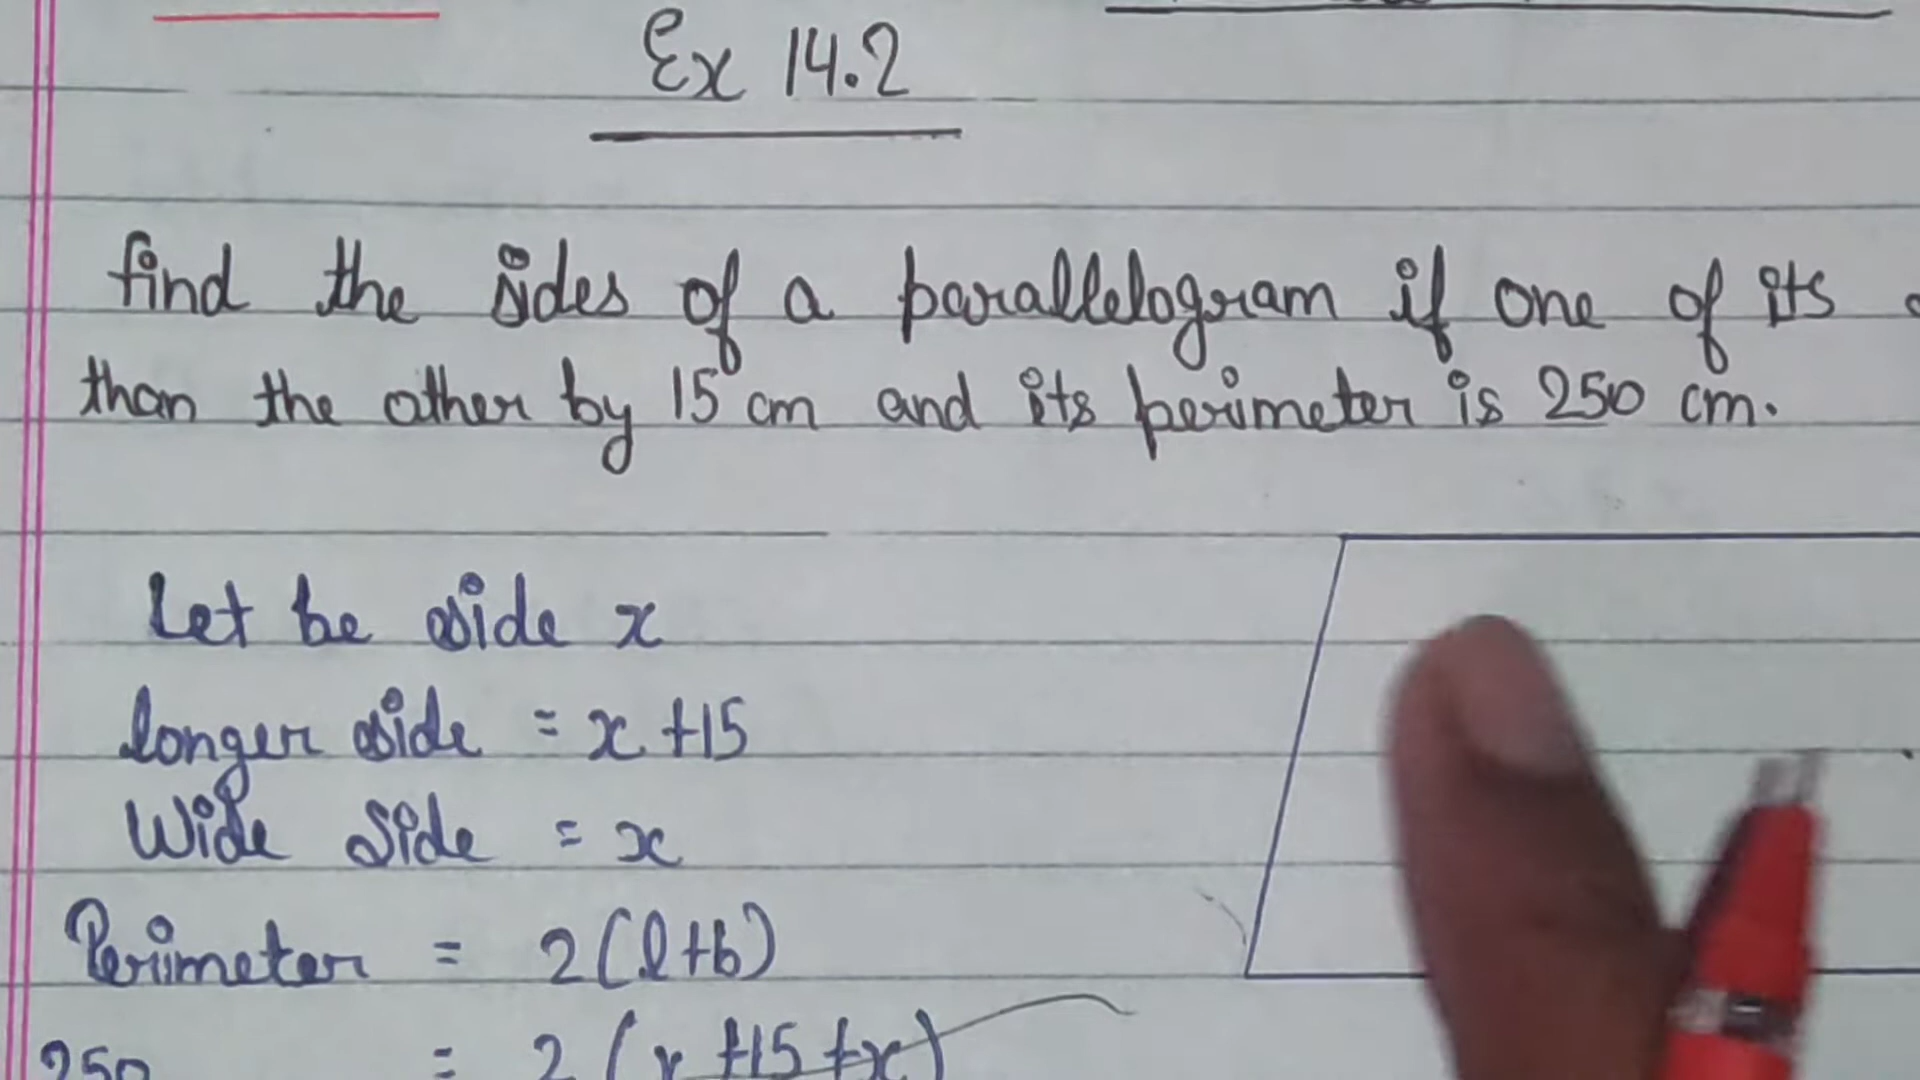 Ex 14.2
find the sides of a parallelogram if one of its
than the other by 15 cm and its perimeter is 250 cm.
Let be side x
longer side = x +15
Wide Side = x
Perimeter = 2(l+b)
250 = 2 (x +15 +x)